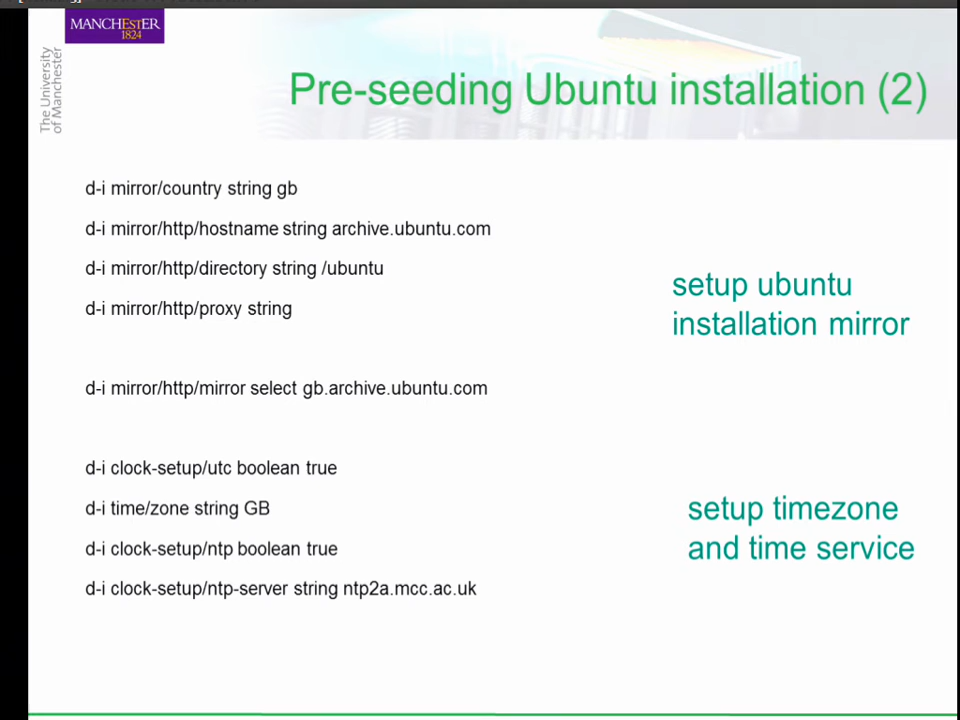 MANCHESTER
1824
The University
of Manchester
Pre-seeding Ubuntu installation (2)
d-i mirror/country string gb
d-i mirror/http/hostname string archive.ubuntu.com
d-i mirror/http/directory string /ubuntu
d-i mirror/http/proxy string
setup ubuntu
installation mirror
d-i mirror/http/mirror select gb.archive.ubuntu.com
d-i clock-setup/utc boolean true
d-i time/zone string GB
d-i clock-setup/ntp boolean true
d-i clock-setup/ntp-server string ntp2a.mcc.ac.uk
setup timezone
and time service